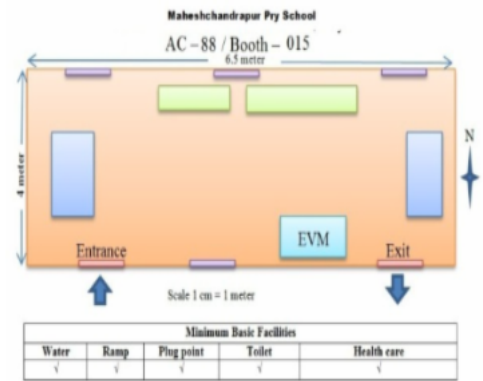 Maheshchandrapur Pry School
AC – 88 / Booth – 015
6.5 meter
4 meter
N
EVM
Entrance
Exit
Scale 1 cm = 1 meter
Minimum Basic Facilities
Water Ramp Plug point Toilet Health care
√ √ √ √ √